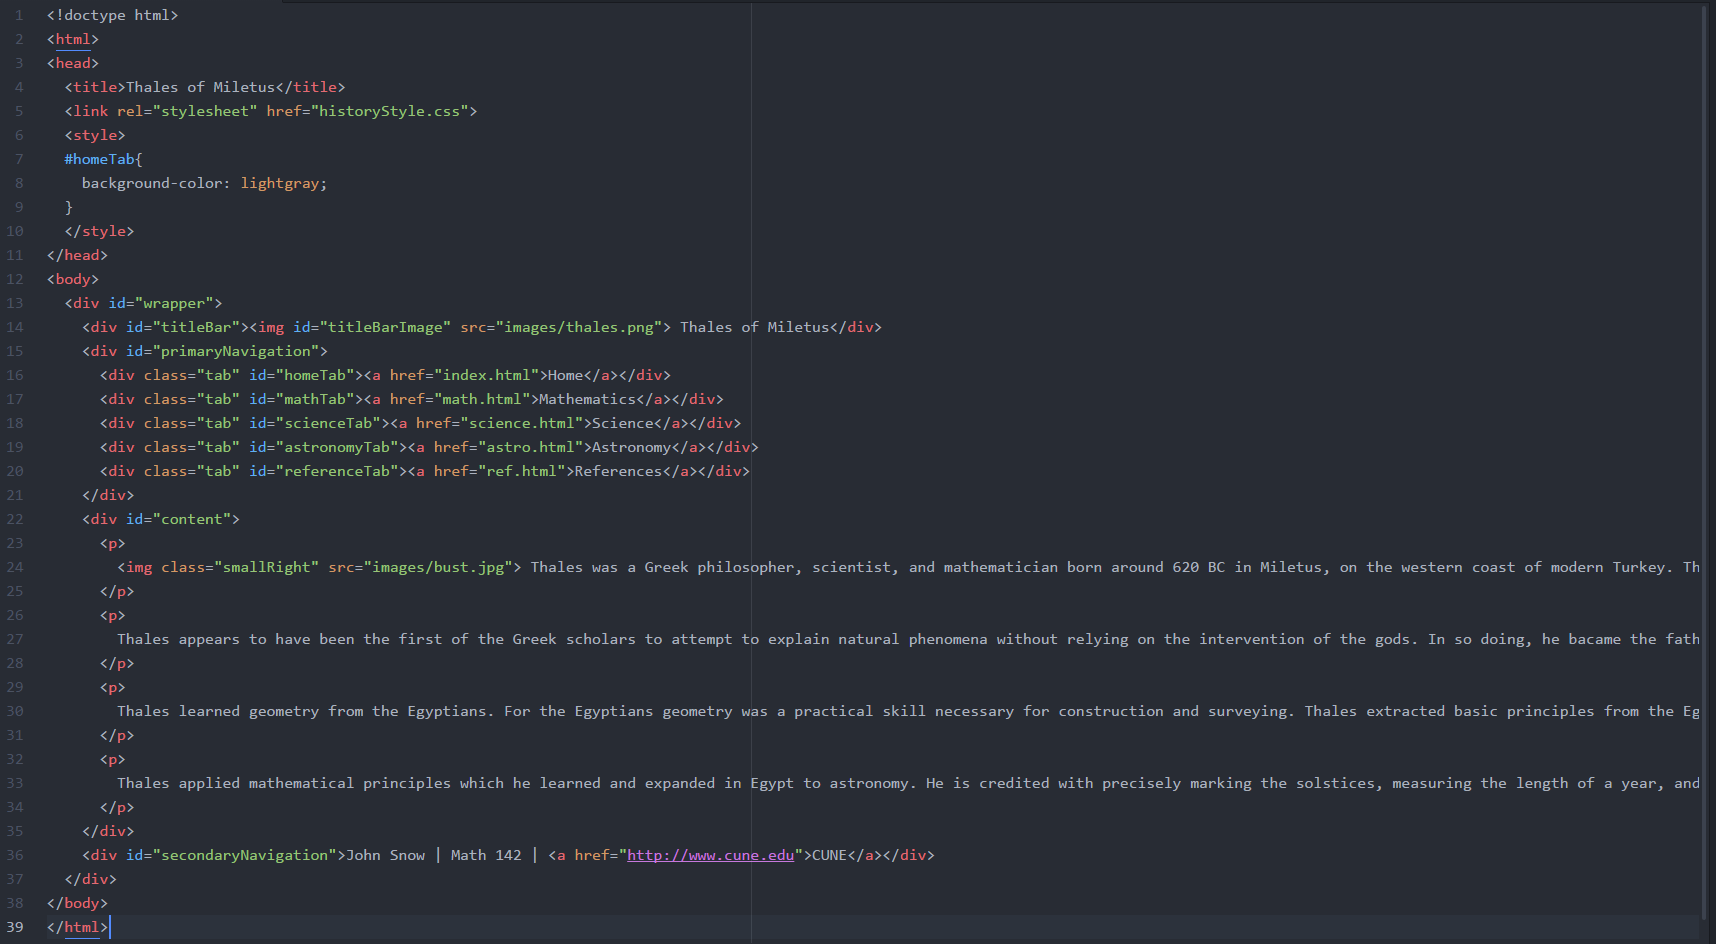 1 <!doctype html>
2 <html>
3 <head>
4   <title>Thales of Miletus</title>
5   <link rel="stylesheet" href="historyStyle.css">
6   <style>
7   #homeTab{
8     background-color: lightgray;
9   }
10   </style>
11 </head>
12 <body>
13   <div id="wrapper">
14     <div id="titleBar"><img id="titleBarImage" src="images/thales.png"> Thales of Miletus</div>
15     <div id="primaryNavigation">
16       <div class="tab" id="homeTab"><a href="index.html">Home</a></div>
17       <div class="tab" id="mathTab"><a href="math.html">Mathematics</a></div>
18       <div class="tab" id="scienceTab"><a href="science.html">Science</a></div>
19       <div class="tab" id="astronomyTab"><a href="astro.html">Astronomy</a></div>
20       <div class="tab" id="referenceTab"><a href="ref.html">References</a></div>
21     </div>
22     <div id="content">
23       <p>
24         <img class="smallRight" src="images/bust.jpg"> Thales was a Greek philosopher, scientist, and mathematician born around 620 BC in Miletus, on the western coast of modern Turkey. Th
25       </p>
26       <p>
27         Thales appears to have been the first of the Greek scholars to attempt to explain natural phenomena without relying on the intervention of the gods. In so doing, he bacame the fath
28       </p>
29       <p>
30         Thales learned geometry from the Egyptians. For the Egyptians geometry was a practical skill necessary for construction and surveying. Thales extracted basic principles from the Eg
31       </p>
32       <p>
33         Thales applied mathematical principles which he learned and expanded in Egypt to astronomy. He is credited with precisely marking the solstices, measuring the length of a year, and
34       </p>
35     </div>
36     <div id="secondaryNavigation">John Snow | Math 142 | <a href="http://www.cune.edu">CUNE</a></div>
37   </div>
38 </body>
39 </html>